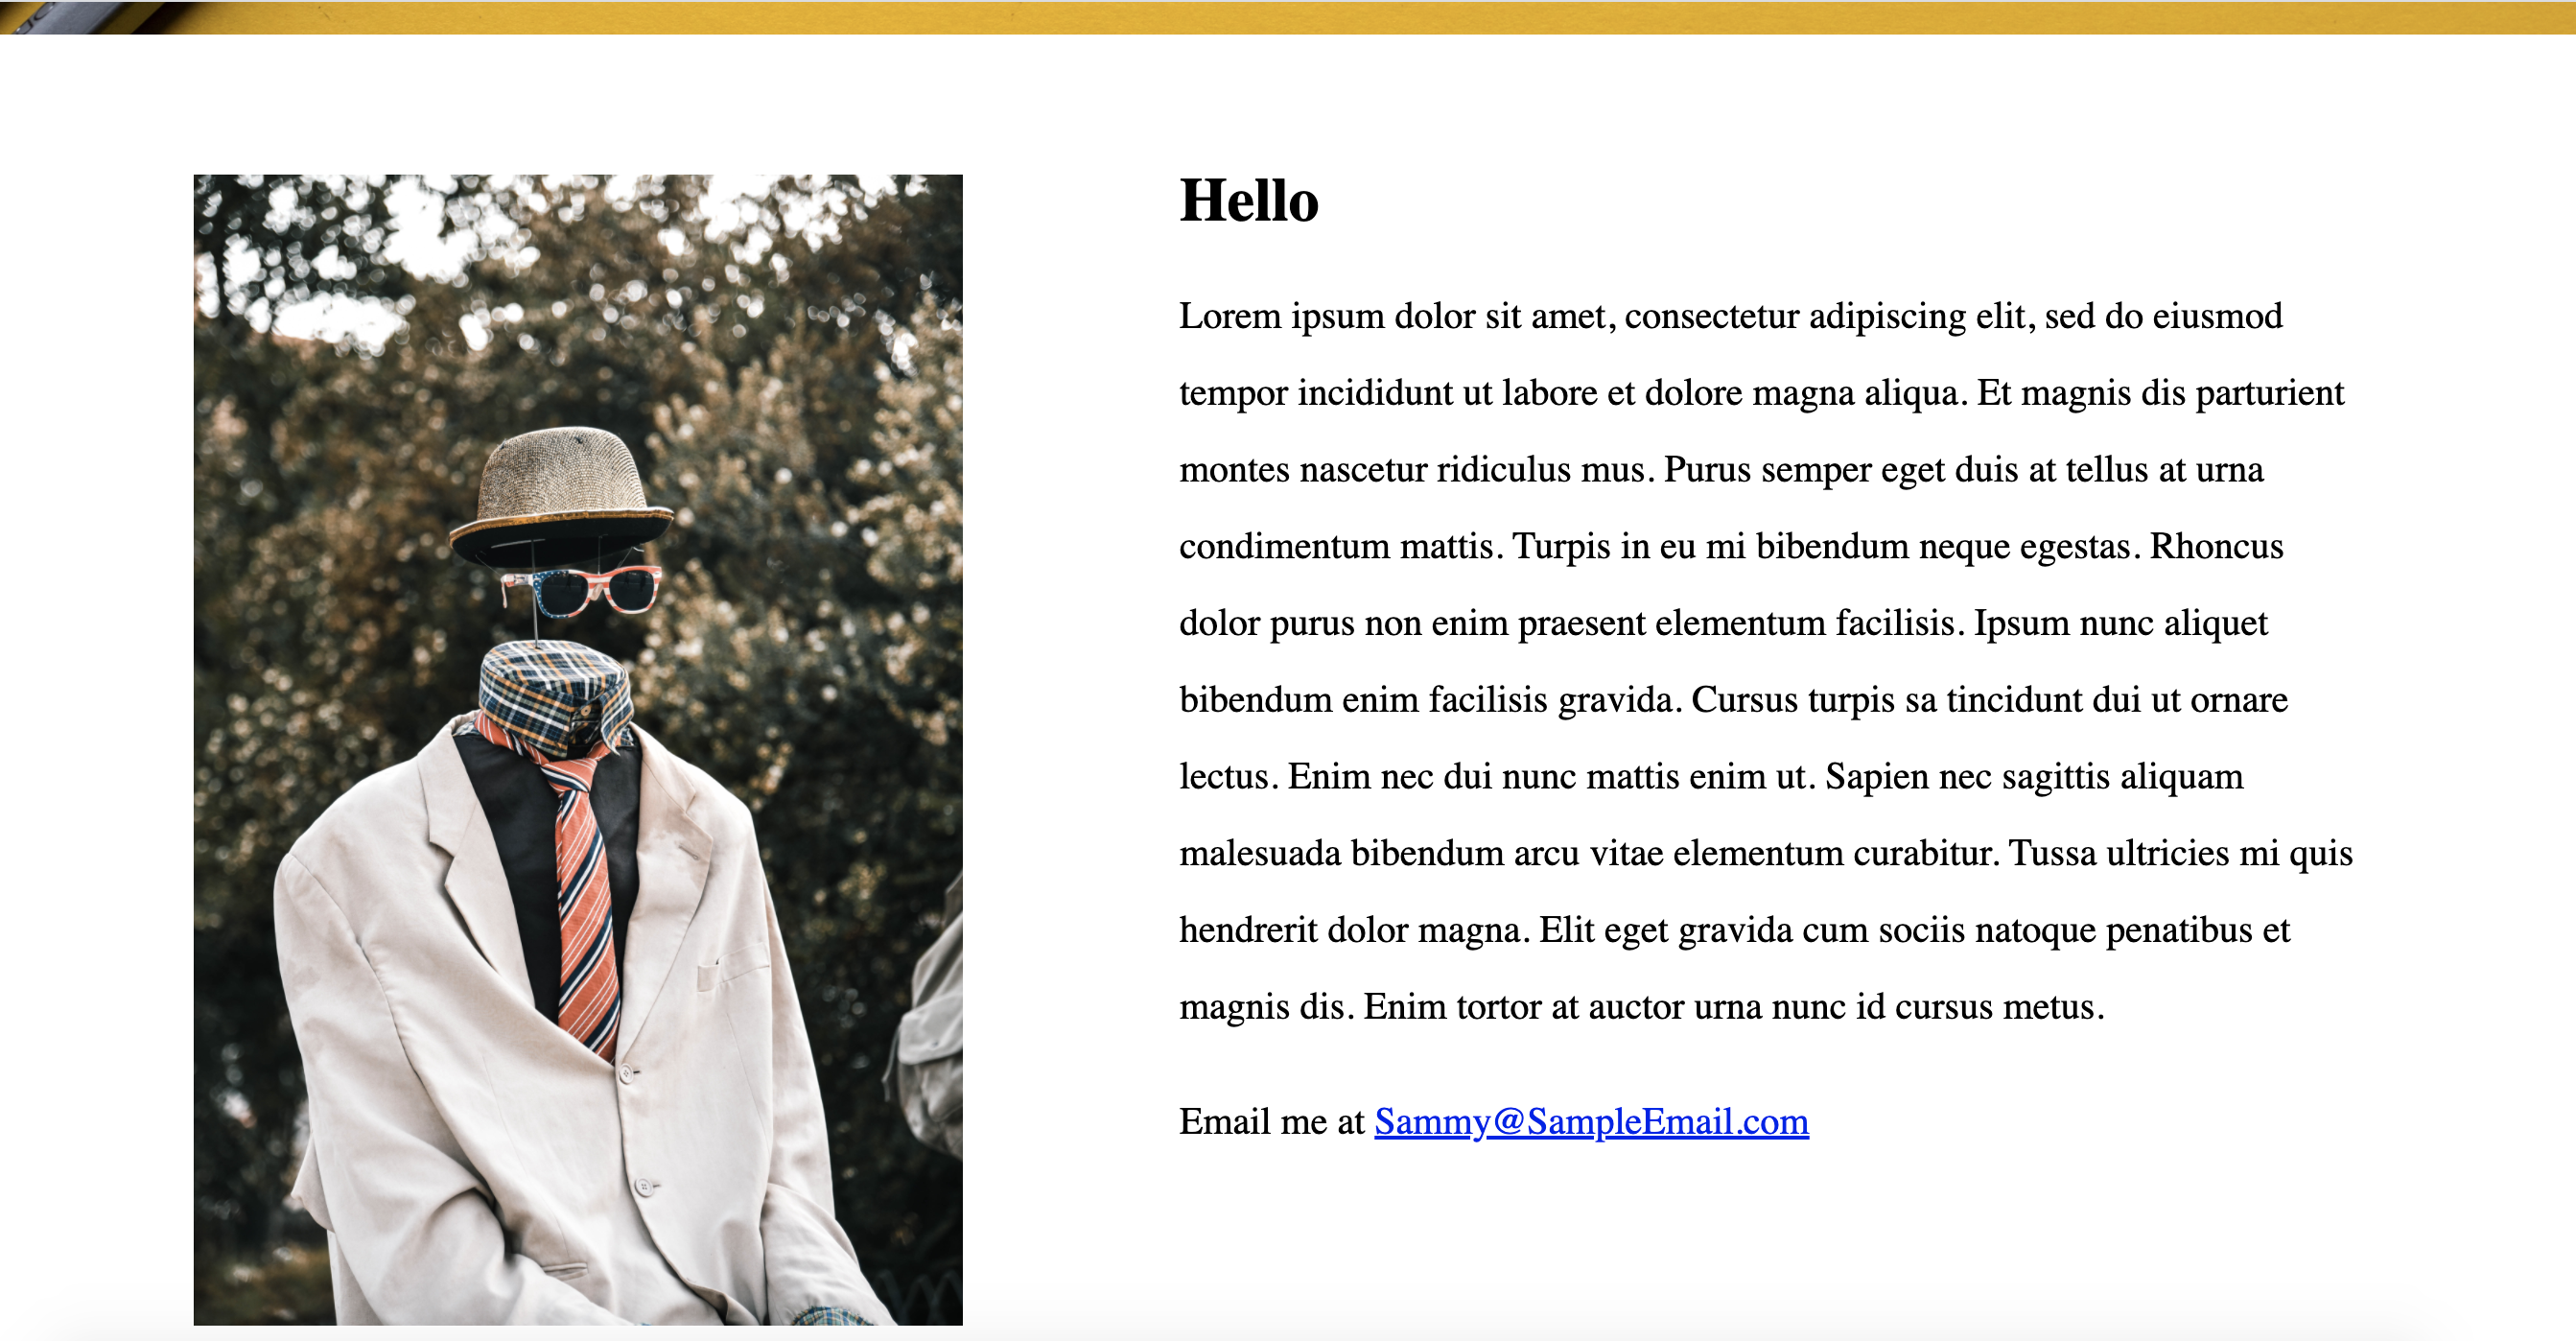 Hello
Lorem ipsum dolor sit amet, consectetur adipiscing elit, sed do eiusmod
tempor incididunt ut labore et dolore magna aliqua. Et magnis dis parturient
montes nascetur ridiculus mus. Purus semper eget duis at tellus at urna
condimentum mattis. Turpis in eu mi bibendum neque egestas. Rhoncus
dolor purus non enim praesent elementum facilisis. Ipsum nunc aliquet
bibendum enim facilisis gravida. Cursus turpis sa tincidunt dui ut ornare
lectus. Enim nec dui nunc mattis enim ut. Sapien nec sagittis aliquam
malesuada bibendum arcu vitae elementum curabitur. Tussa ultricies mi quis
hendrerit dolor magna. Elit eget gravida cum sociis natoque penatibus et
magnis dis. Enim tortor at auctor urna nunc id cursus metus.
Email me at Sammy@SampleEmail.com